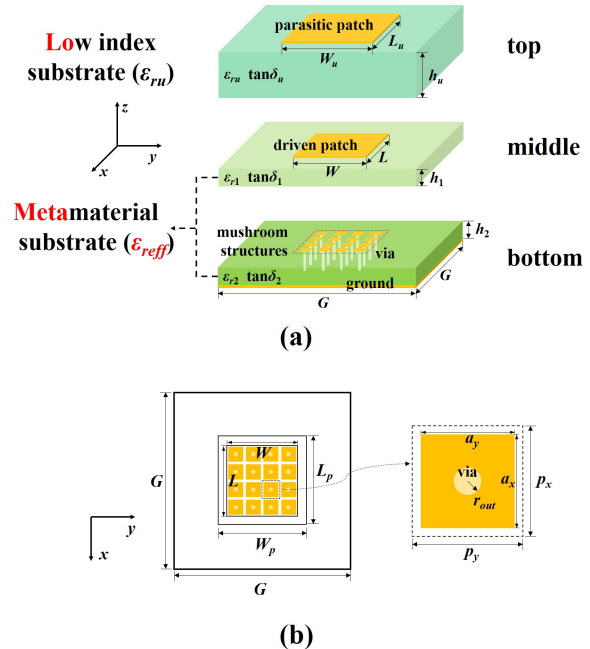 parasitic patch
Low index
substrate (εru)
Wu
Lu
εru tanδu
hu
top
z
y
x
driven patch
W
L
εr1 tanδ1
h1
middle
Metamaterial
substrate (εreff)
mushroom
structures
via
h2
εr2 tanδ2
ground
G
G
bottom
(a)
G
W
L
Lp
Wp
G
y
x
ay
via
ax
rout
px
py
(b)